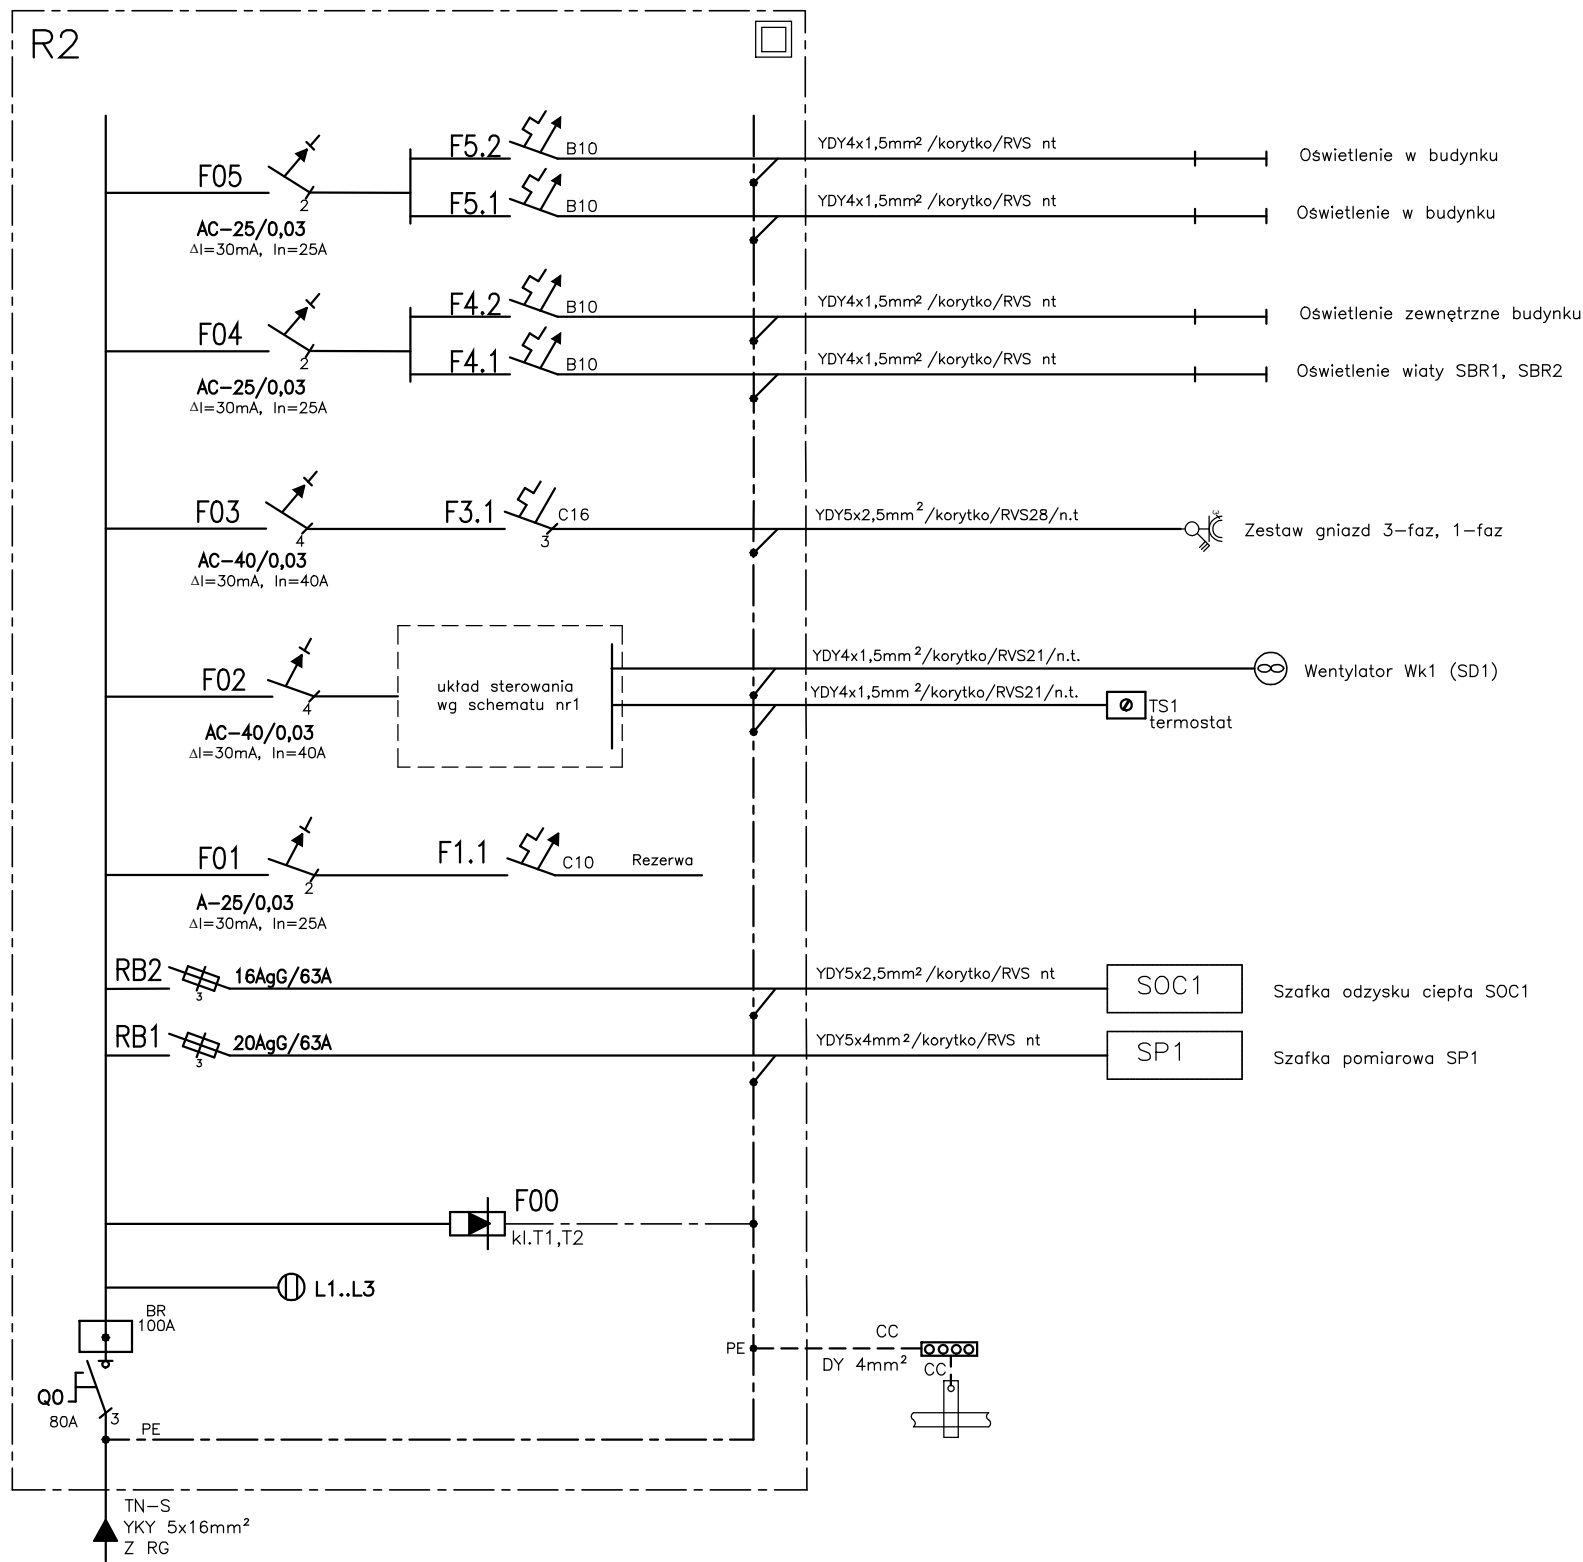 R2
F05
2
AC-25/0,03
ΔI=30mA, In=25A
F5.2
B10
YDY4x1,5mm² /korytko/RVS nt
Oświetlenie w budynku
F5.1
B10
YDY4x1,5mm² /korytko/RVS nt
Oświetlenie w budynku
F04
2
AC-25/0,03
ΔI=30mA, In=25A
F4.2
B10
YDY4x1,5mm² /korytko/RVS nt
Oświetlenie zewnętrzne budynku
F4.1
B10
YDY4x1,5mm² /korytko/RVS nt
Oświetlenie wiaty SBR1, SBR2
F03
4
AC-40/0,03
ΔI=30mA, In=40A
F3.1
C16
3
YDY5x2,5mm²/korytko/RVS28/n.t
3x
Zestaw gniazd 3-faz, 1-faz
F02
4
AC-40/0,03
ΔI=30mA, In=40A
układ sterowania
wg schematu nr1
YDY4x1,5mm²/korytko/RVS21/n.t.
Wentylator Wk1 (SD1)
YDY4x1,5mm²/korytko/RVS21/n.t.
TS1
termostat
F01
2
A-25/0,03
ΔI=30mA, In=25A
F1.1
C10
Rezerwa
RB2
3
16AgG/63A
YDY5x2,5mm² /korytko/RVS nt
SOC1
Szafka odzysku ciepła SOC1
RB1
3
20AgG/63A
YDY5x4mm²/korytko/RVS nt
SP1
Szafka pomiarowa SP1
F00
kl.T1,T2
L1..L3
BR
100A
Q0
80A
3
PE
PE
CC
DY 4mm²
CC
TN-S
YKY 5x16mm²
Z RG